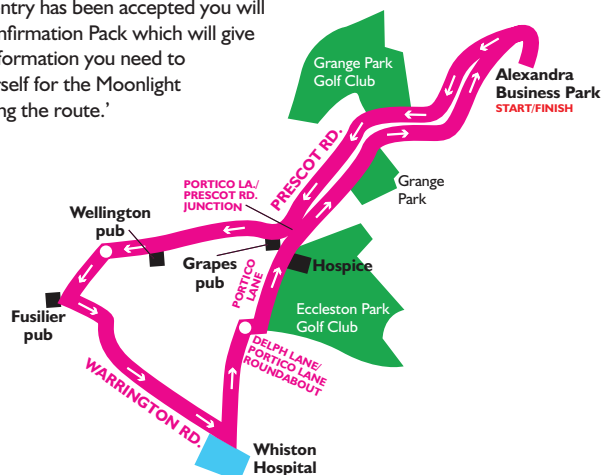 ntry has been accepted you will
nfirmation Pack which will give
formation you need to
rself for the Moonlight
ng the route.'
Grange Park
Golf Club
Alexandra
Business Park
START/FINISH
PRESCOT RD.
Grange
Park
PORTICO LA./
PRESCOT RD.
JUNCTION
Wellington
pub
Grapes
pub
Hospice
PORTICO
LANE
Eccleston Park
Golf Club
Fusilier
pub
DELPH LANE/
PORTICO LANE
ROUNDABOUT
WARRINGTON RD.
Whiston
Hospital